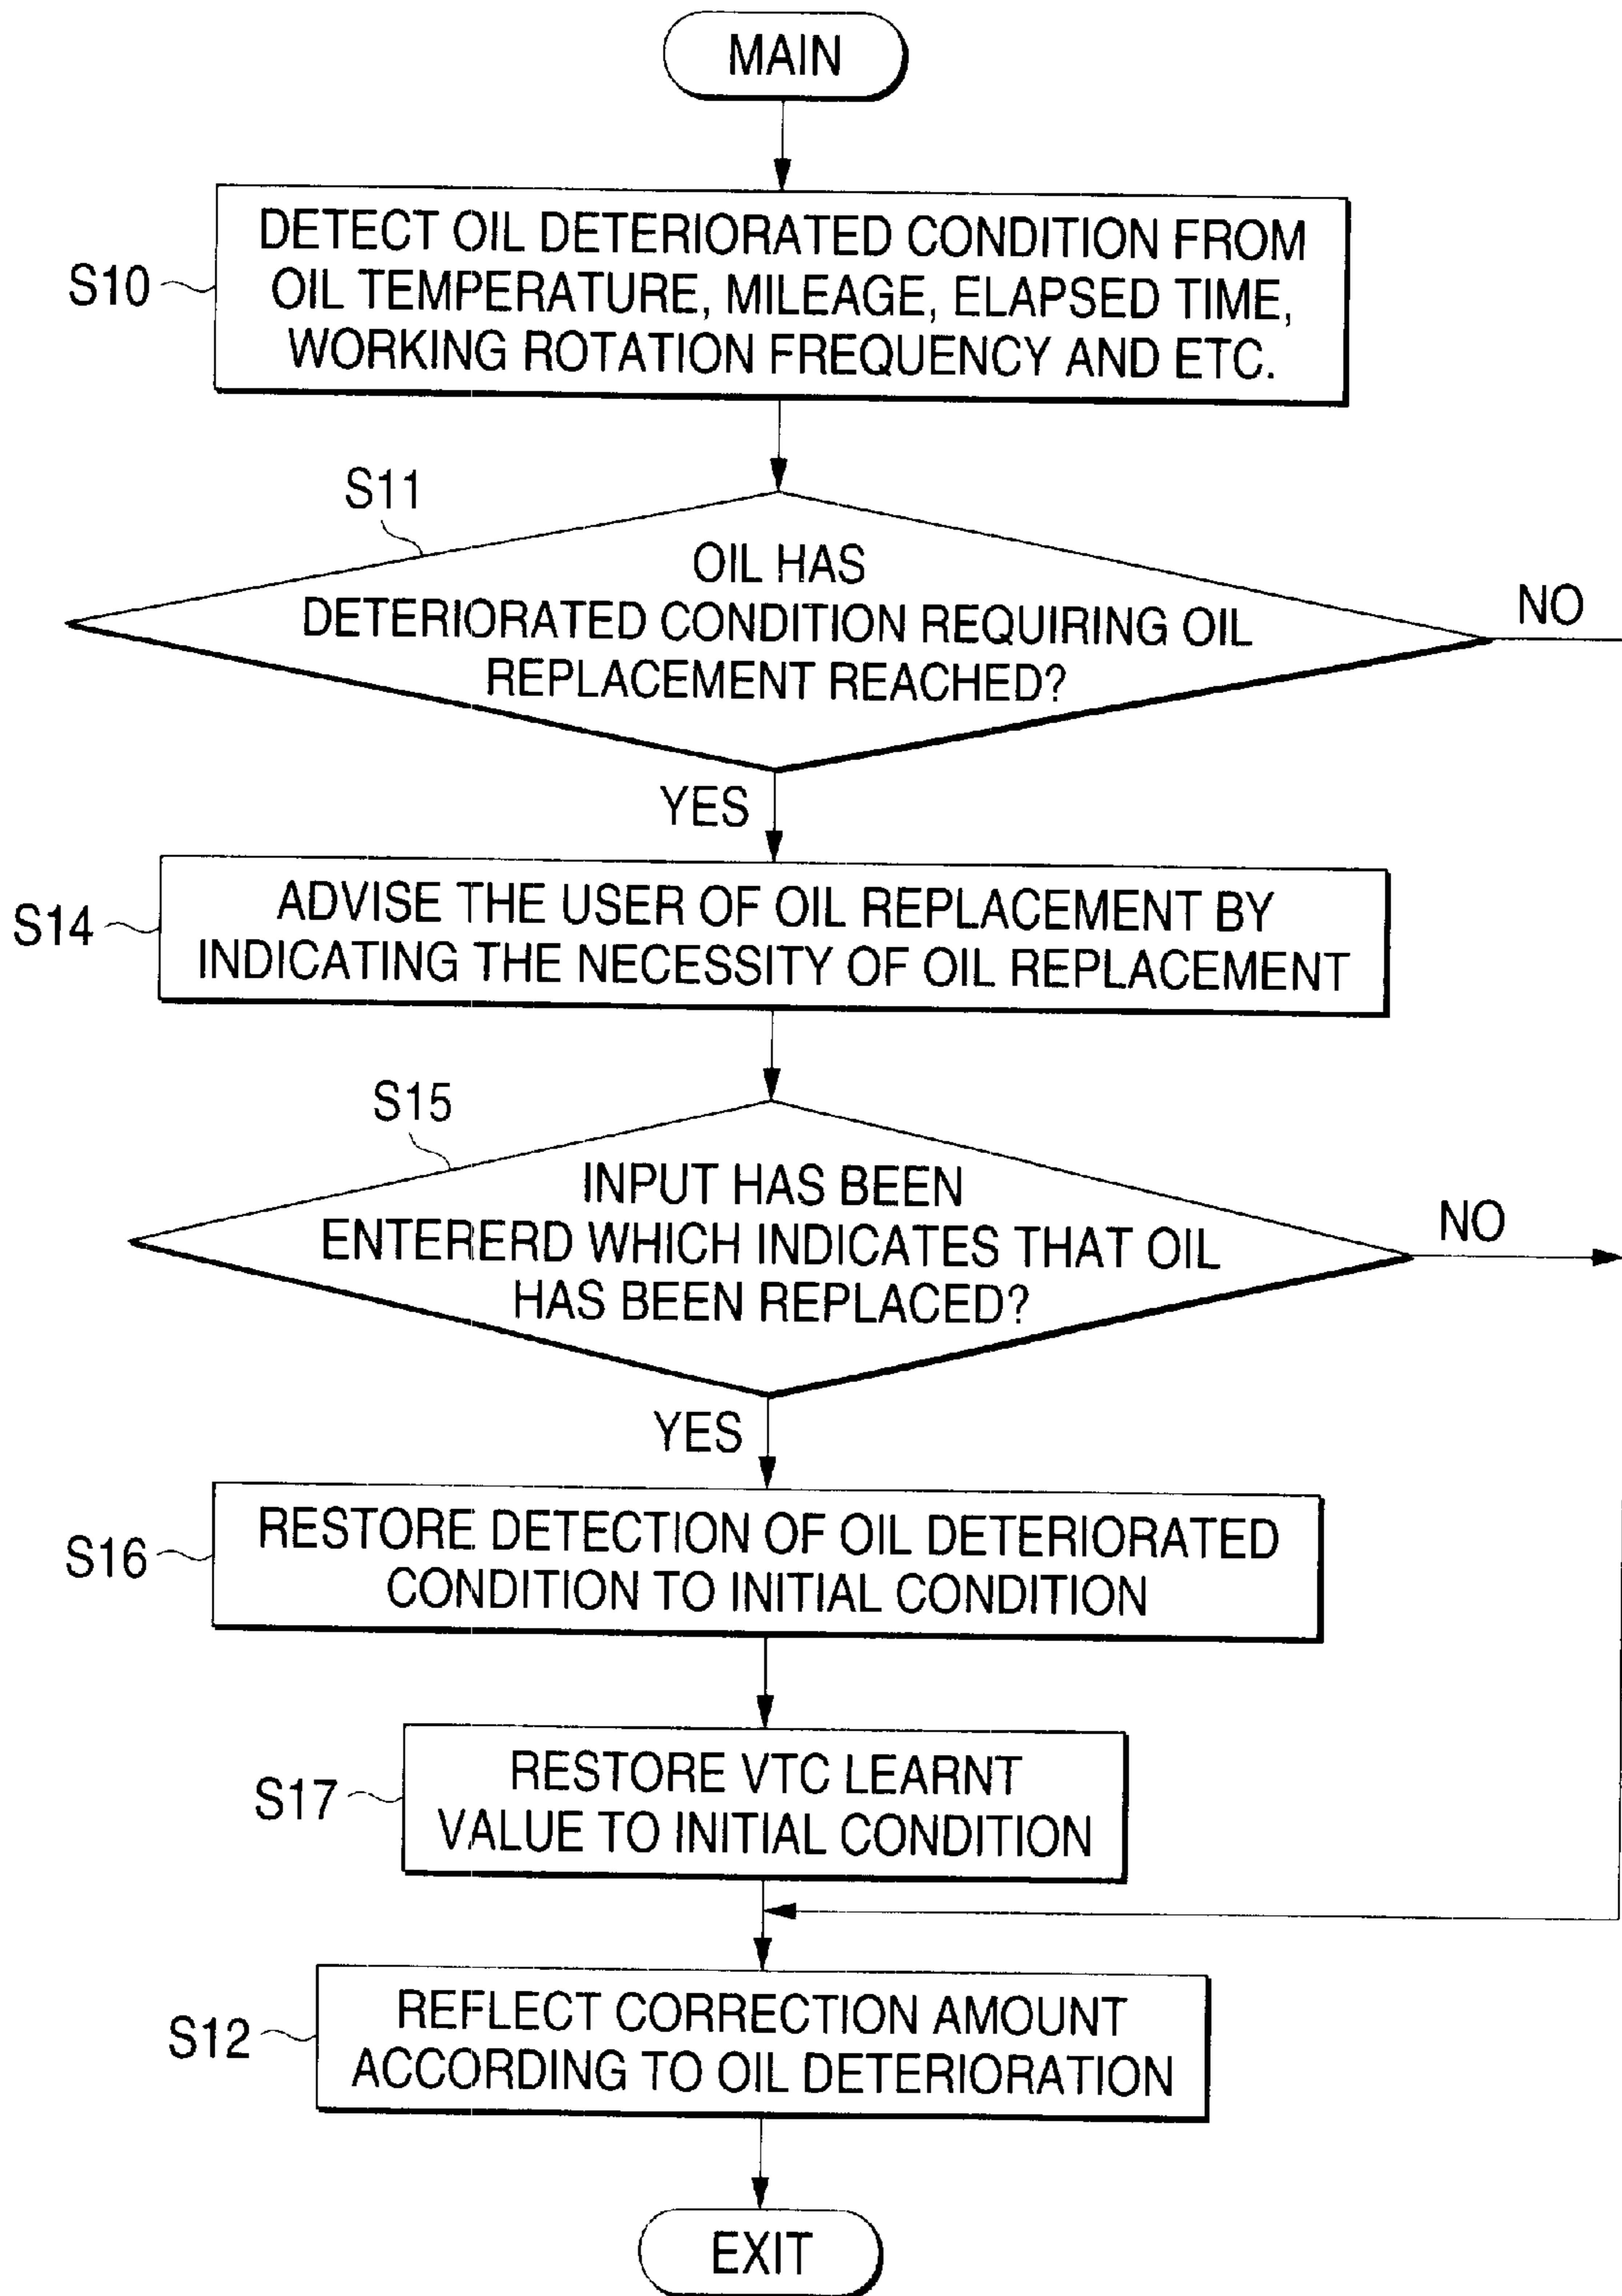 MAIN
S10
DETECT OIL DETERIORATED CONDITION FROM
OIL TEMPERATURE, MILEAGE, ELAPSED TIME,
WORKING ROTATION FREQUENCY AND ETC.
S11
OIL HAS
DETERIORATED CONDITION REQUIRING OIL
REPLACEMENT REACHED?
NO
YES
S14
ADVISE THE USER OF OIL REPLACEMENT BY
INDICATING THE NECESSITY OF OIL REPLACEMENT
S15
INPUT HAS BEEN
ENTERERD WHICH INDICATES THAT OIL
HAS BEEN REPLACED?
NO
YES
S16
RESTORE DETECTION OF OIL DETERIORATED
CONDITION TO INITIAL CONDITION
S17
RESTORE VTC LEARNT
VALUE TO INITIAL CONDITION
S12
REFLECT CORRECTION AMOUNT
ACCORDING TO OIL DETERIORATION
EXIT